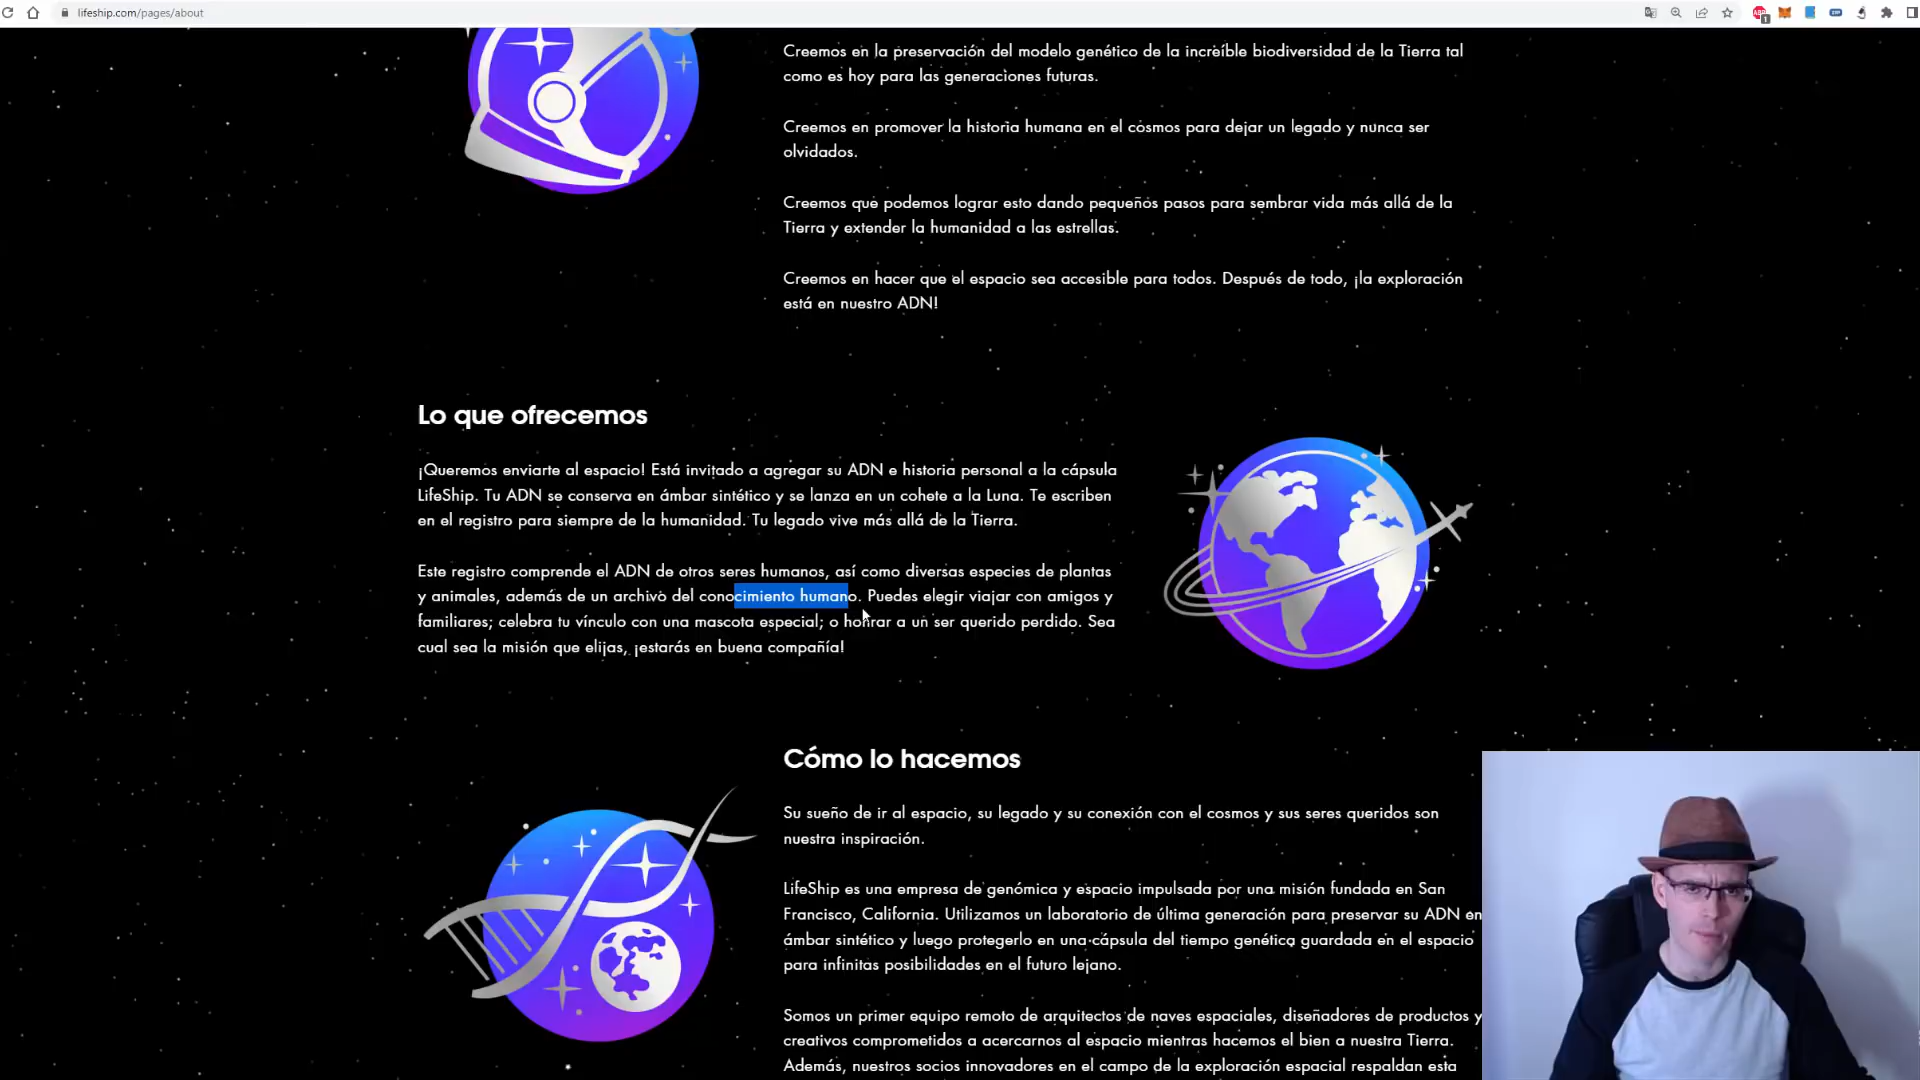 lifeship.com/pages/about
Creemos en la preservación del modelo genético de la increíble biodiversidad de la Tierra tal
como es hoy para las generaciones futuras.
Creemos en promover la historia humana en el cosmos para dejar un legado y nunca ser
olvidados.
Creemos que podemos lograr esto dando pequeños pasos para sembrar vida más allá de la
Tierra y extender la humanidad a las estrellas.
Creemos en hacer que el espacio sea accesible para todos. Después de todo, ¡la exploración
está en nuestro ADN!
Lo que ofrecemos
¡Queremos enviarte al espacio! Está invitado a agregar su ADN e historia personal a la cápsula
LifeShip. Tu ADN se conserva en ámbar sintético y se lanza en un cohete a la Luna. Te escriben
en el registro para siempre de la humanidad. Tu legado vive más allá de la Tierra.
Este registro comprende el ADN de otros seres humanos, así como diversas especies de plantas
y animales, además de un archivo del conocimiento humano. Puedes elegir viajar con amigos y
familiares; celebra tu vínculo con una mascota especial; o honrar a un ser querido perdido. Sea
cual sea la misión que elijas, ¡estarás en buena compañía!
Cómo lo hacemos
Su sueño de ir al espacio, su legado y su conexión con el cosmos y sus seres queridos son
nuestra inspiración.
LifeShip es una empresa de genómica y espacio impulsada por una misión fundada en San
Francisco, California. Utilizamos un laboratorio de última generación para preservar su ADN en
ámbar sintético y luego protegerlo en una cápsula del tiempo genética guardada en el espacio
para infinitas posibilidades en el futuro lejano.
Somos un primer equipo remoto de arquitectos de naves espaciales, diseñadores de productos y
creativos comprometidos a acercarnos al espacio mientras hacemos el bien a nuestra Tierra.
Además, nuestros socios innovadores en el campo de la exploración espacial respaldan esta